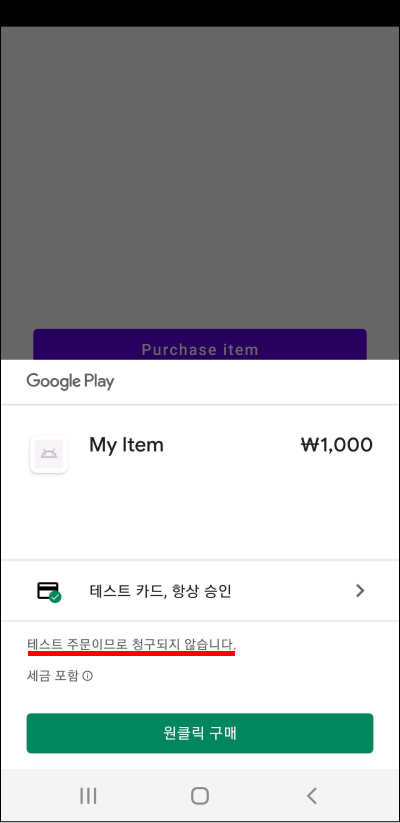 Purchase item
Google Play
My Item
₩1,000
테스트 카드, 항상 승인
테스트 주문이므로 청구되지 않습니다.
세금 포함
원클릭 구매